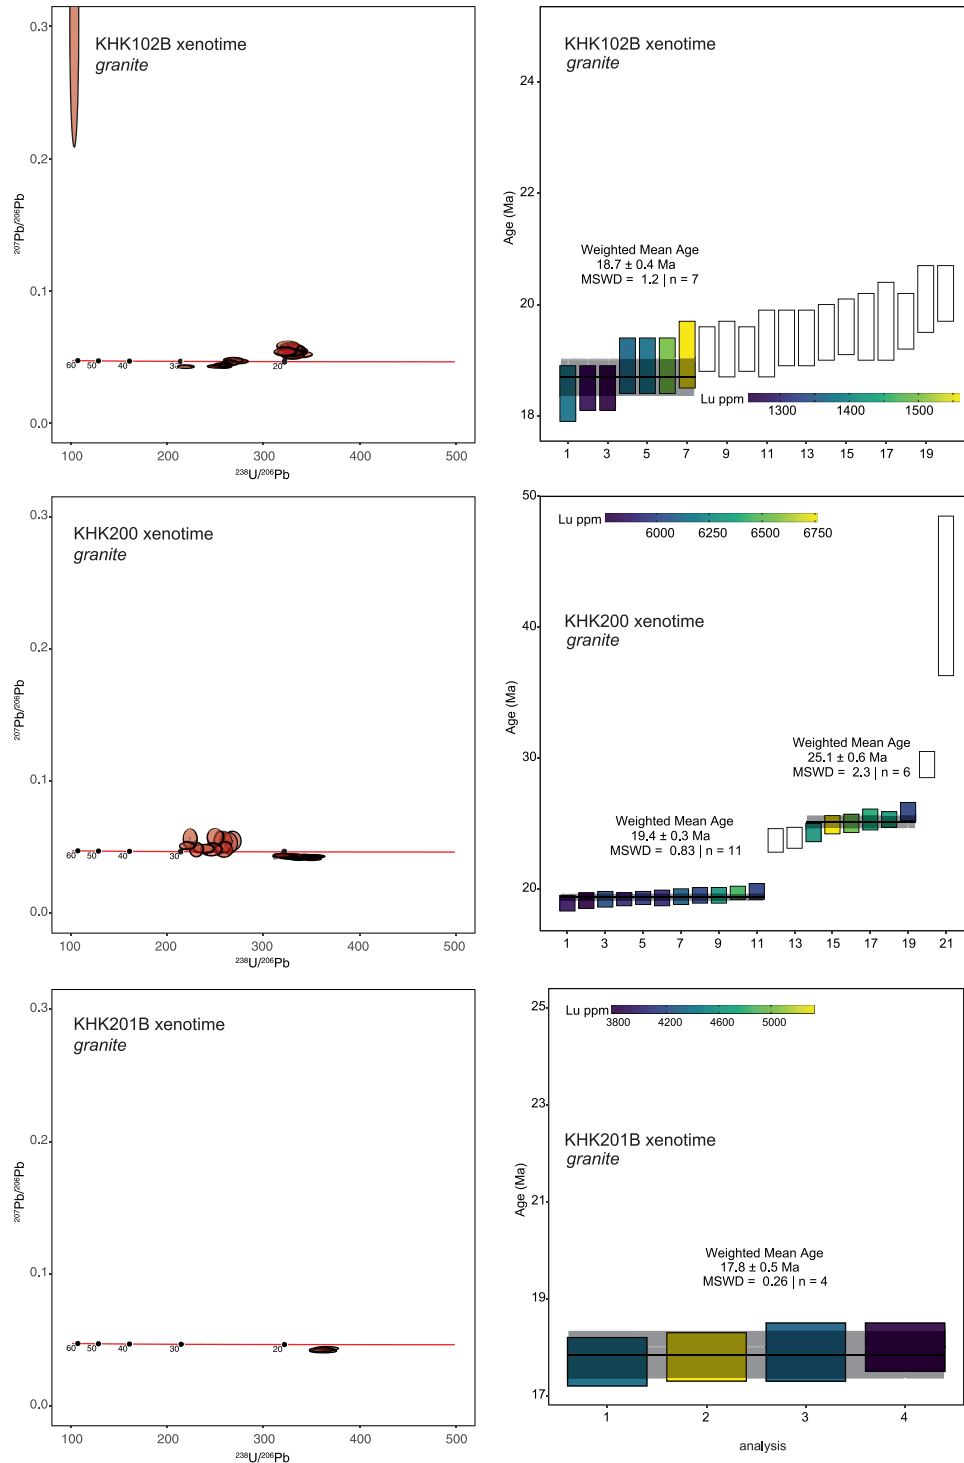 KHK102B xenotime
granite
0.3
0.2
0.1
0.0
207Pb/206Pb
60
50
40
3
20
100
200
300
400
500
238U/206Pb
KHK102B xenotime
granite
24
22
20
18
Age (Ma)
Weighted Mean Age
18.7 ± 0.4 Ma
MSWD = 1.2 | n = 7
Lu ppm
1300
1400
1500
1
3
5
7
9
11
13
15
17
19
KHK200 xenotime
granite
0.3
0.2
0.1
0.0
207Pb/206Pb
60
50
40
30
100
200
300
400
500
238U/206Pb
50
40
30
20
Age (Ma)
Lu ppm
6000
6250
6500
6750
KHK200 xenotime
granite
Weighted Mean Age
25.1 ± 0.6 Ma
MSWD = 2.3 | n = 6
Weighted Mean Age
19.4 ± 0.3 Ma
MSWD = 0.83 | n = 11
1
3
5
7
9
11
13
15
17
19
21
KHK201B xenotime
granite
0.3
0.2
0.1
0.0
207Pb/206Pb
60
50
40
30
20
100
200
300
400
500
238U/206Pb
25
23
21
19
17
Age (Ma)
Lu ppm
3800
4200
4600
5000
KHK201B xenotime
granite
Weighted Mean Age
17.8 ± 0.5 Ma
MSWD = 0.26 | n = 4
1
2
3
4
analysis